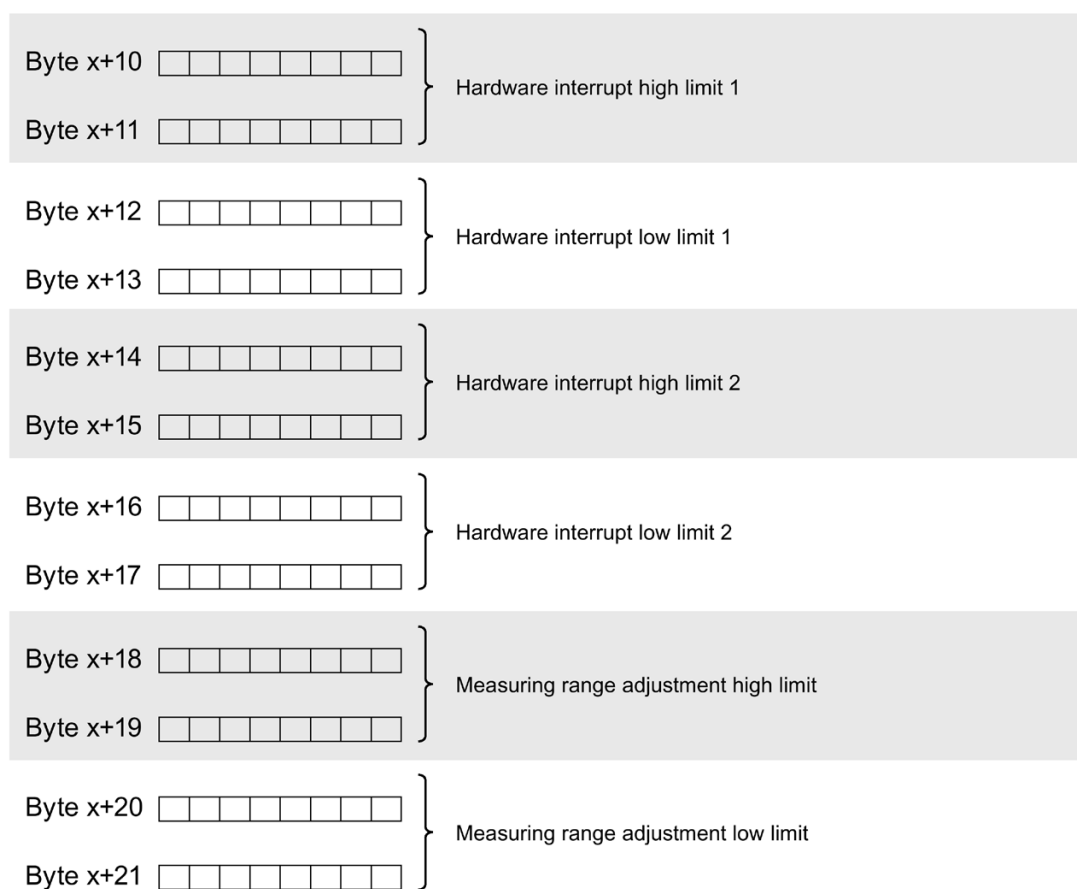 Byte x+10
Hardware interrupt high limit 1
Byte x+11
Byte x+12
Hardware interrupt low limit 1
Byte x+13
Byte x+14
Hardware interrupt high limit 2
Byte x+15
Byte x+16
Hardware interrupt low limit 2
Byte x+17
Byte x+18
Measuring range adjustment high limit
Byte x+19
Byte x+20
Measuring range adjustment low limit
Byte x+21